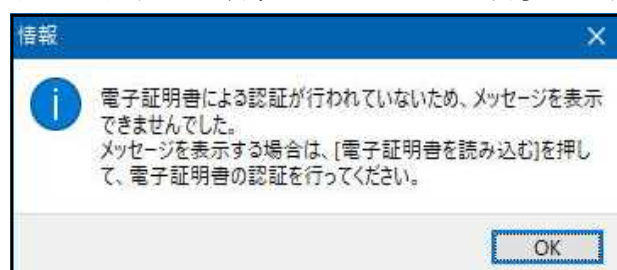 情報
電子証明書による認証が行われていないため、メッセージを表示
できませんでした。
メッセージを表示する場合は、[電子証明書を読み込む]を押し
て、電子証明書の認証を行ってください。
OK